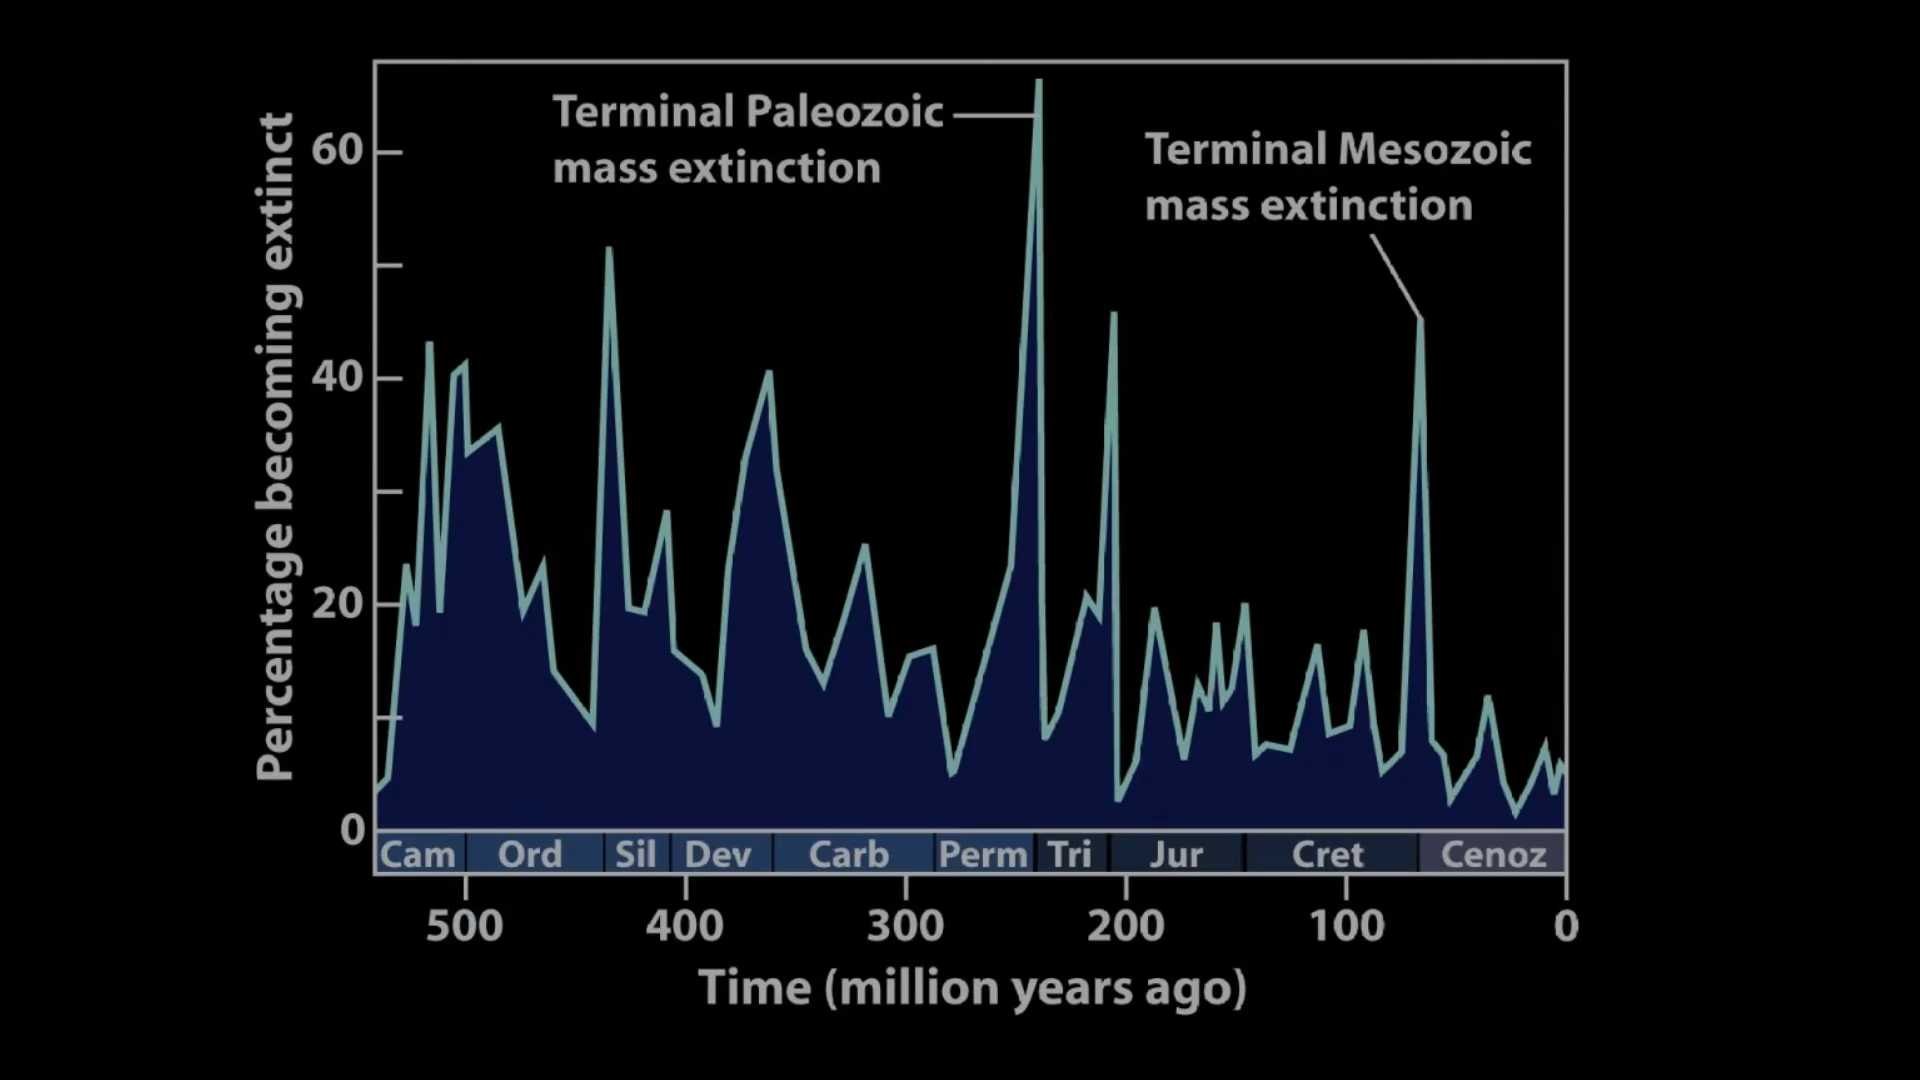 Terminal Paleozoic
mass extinction
Terminal Mesozoic
mass extinction
Percentage becoming extinct
60
40
20
0
Cam Ord Sil Dev Carb Perm Tri Jur Cret Cenoz
500 400 300 200 100 0
Time (million years ago)